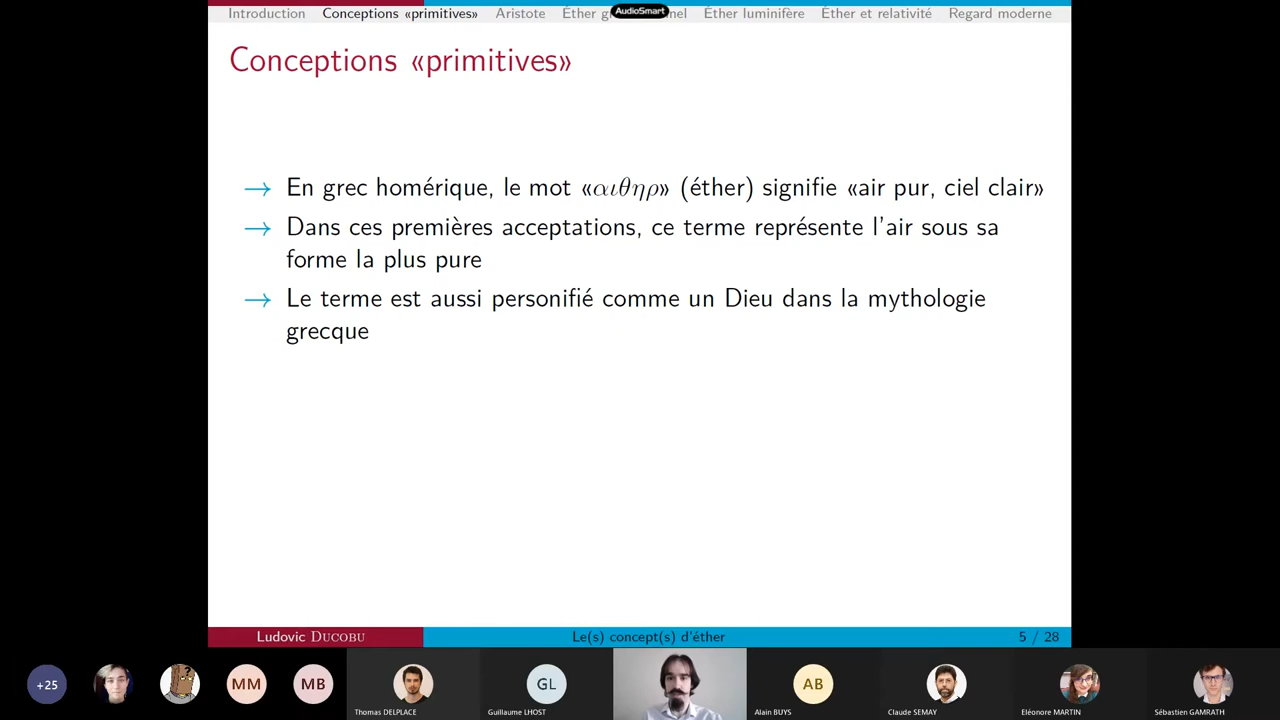 Introduction Conceptions «primitives» Aristote Éther nel Éther luminifère Éther et relativité Regard moderne
AudioSmart
Conceptions «primitives»
→ En grec homérique, le mot «αιθηρ» (éther) signifie «air pur, ciel clair»
→ Dans ces premières acceptations, ce terme représente l'air sous sa
forme la plus pure
→ Le terme est aussi personifié comme un Dieu dans la mythologie
grecque
Ludovic DUCOBU Le(s) concept(s) d'éther 5 / 28
+25 MM MB GL AB
Thomas DELPLACE Guillaume LHOST Alain BUYS Claude SEMAY Eléonore MARTIN Sébastien GAMRATH